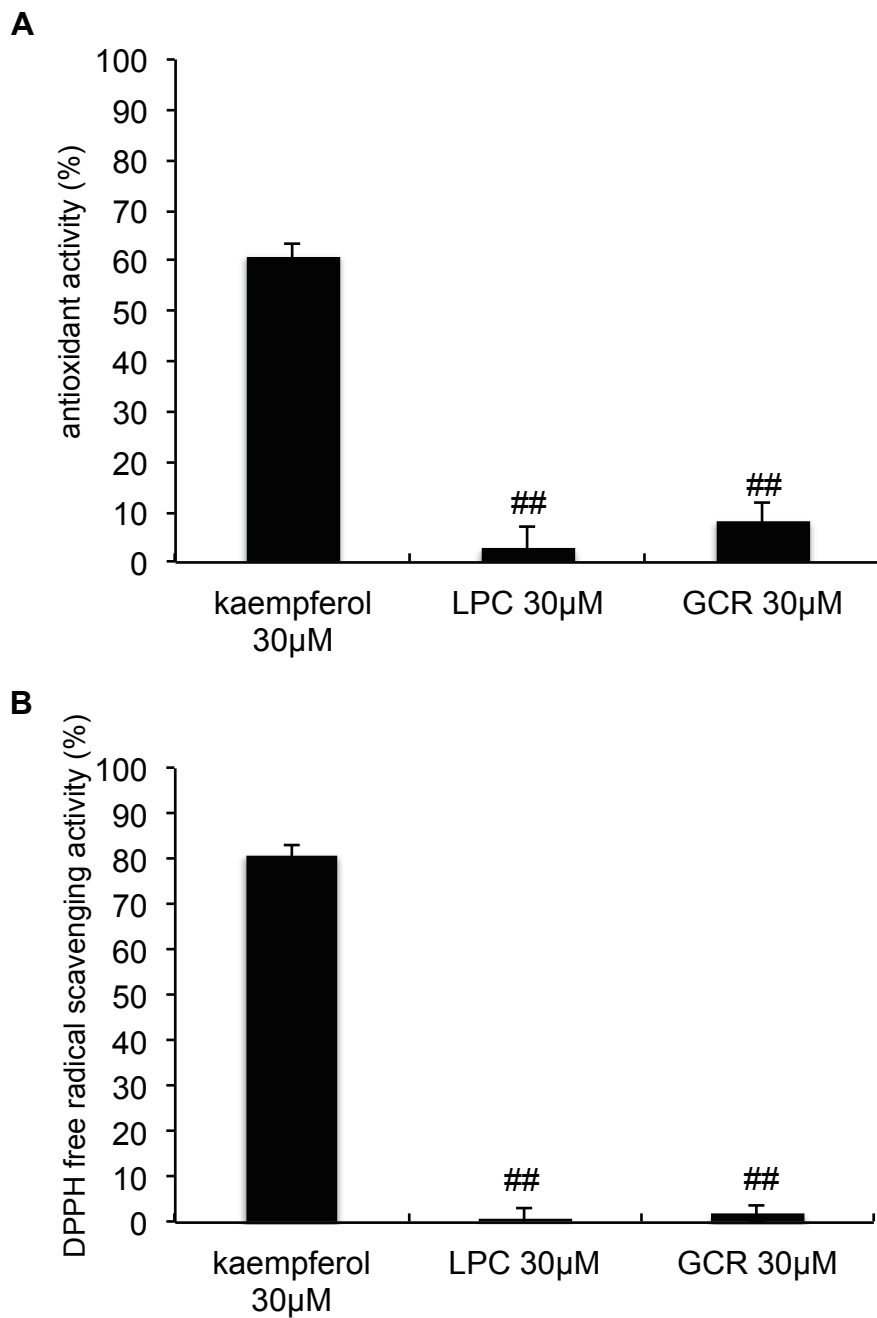 A
antioxidant activity (%)
100
90
80
70
60
50
40
30
20
10
0
##
##
kaempferol
30µM
LPC 30µM
GCR 30µM
B
DPPH free radical scavenging activity (%)
100
90
80
70
60
50
40
30
20
10
0
##
##
kaempferol
30µM
LPC 30µM
GCR 30µM